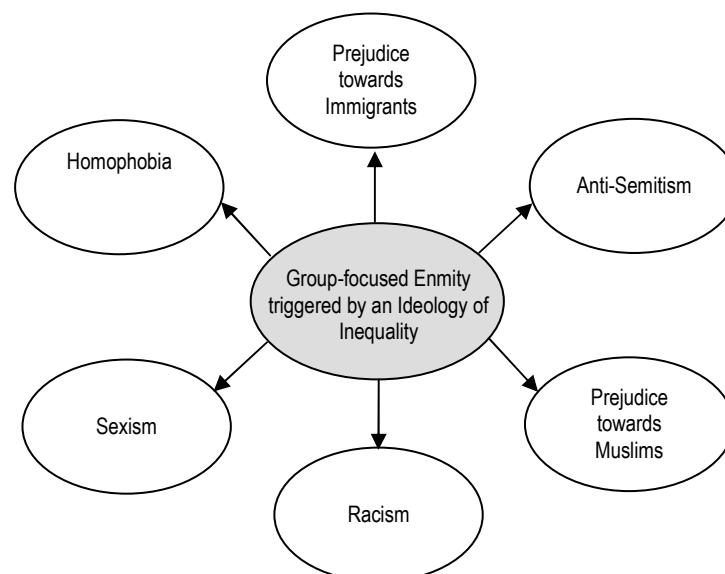 Prejudice
towards
Immigrants
Homophobia
Anti-Semitism
Group-focused Enmity
triggered by an Ideology of
Inequality
Sexism
Prejudice
towards
Muslims
Racism